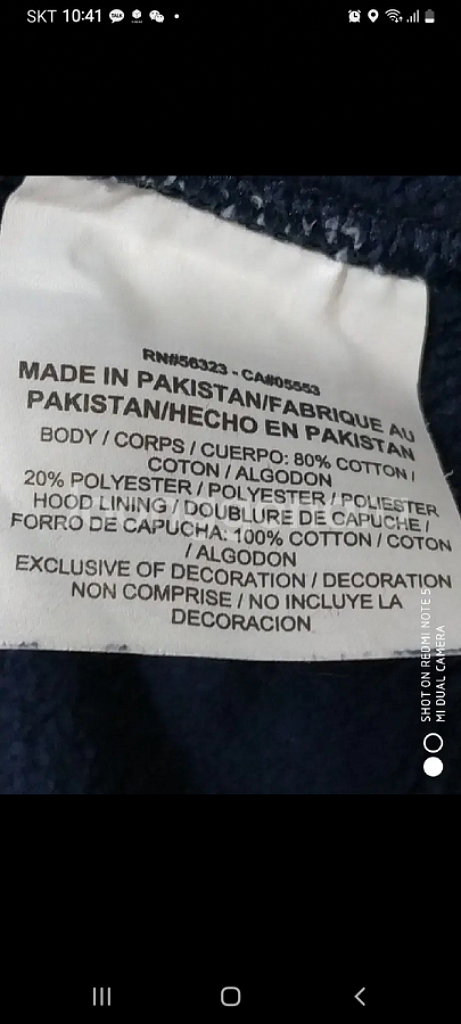 SKT 10:41
RN#56323 - CA#05553
MADE IN PAKISTAN/FABRIQUE AU
PAKISTAN/HECHO EN PAKISTAN
BODY / CORPS / CUERPO: 80% COTTON /
COTON / ALGODON
20% POLYESTER / POLYESTER / POLIESTER
HOOD LINING / DOUBLURE DE CAPUCHE /
FORRO DE CAPUCHA: 100% COTTON / COTON
/ ALGODON
EXCLUSIVE OF DECORATION / DECORATION
NON COMPRISE / NO INCLUYE LA
DECORACION
SHOT ON REDMI NOTE 5
MI DUAL CAMERA